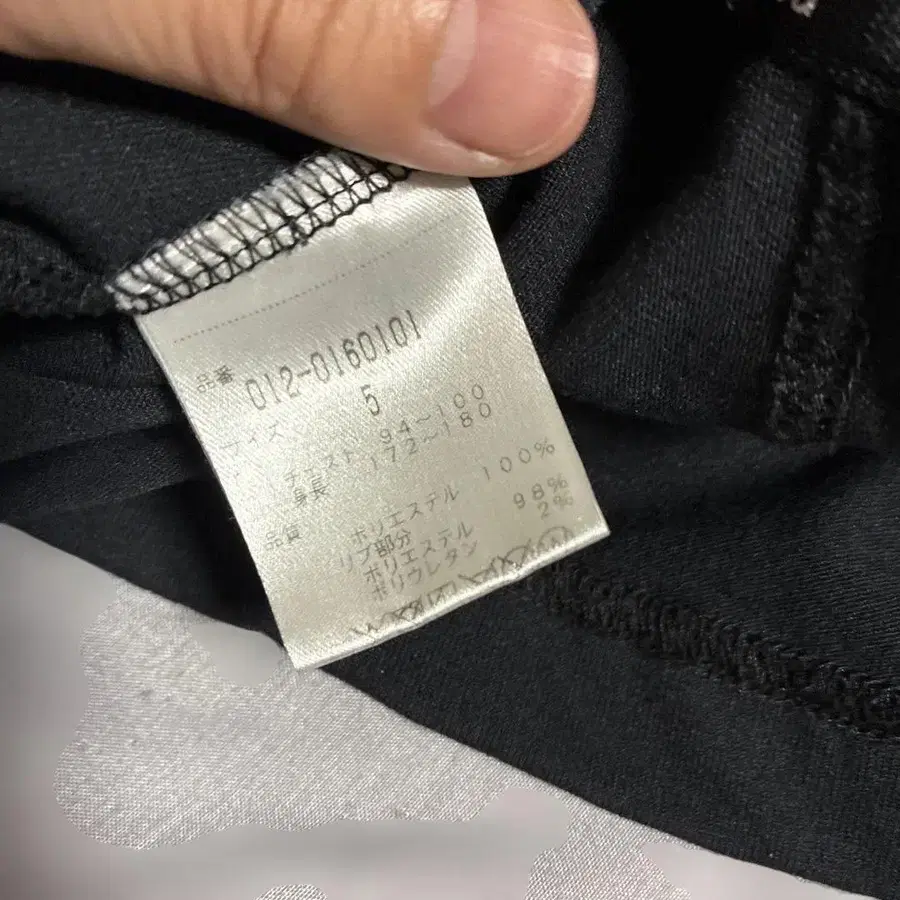 品番 012-0160101
サイズ 5
チェスト 94～100
身長 172～180
品質 ポリエステル 100%
リブ部分
ポリエステル 98%
ポリウレタン 2%